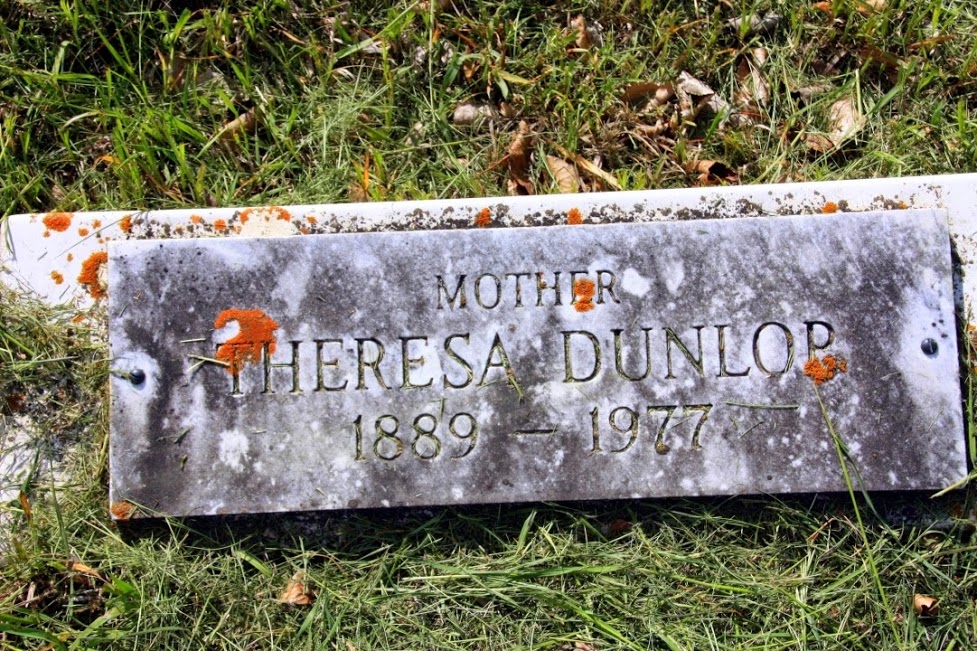 MOTHER
THERESA DUNLOP
1889 – 1977